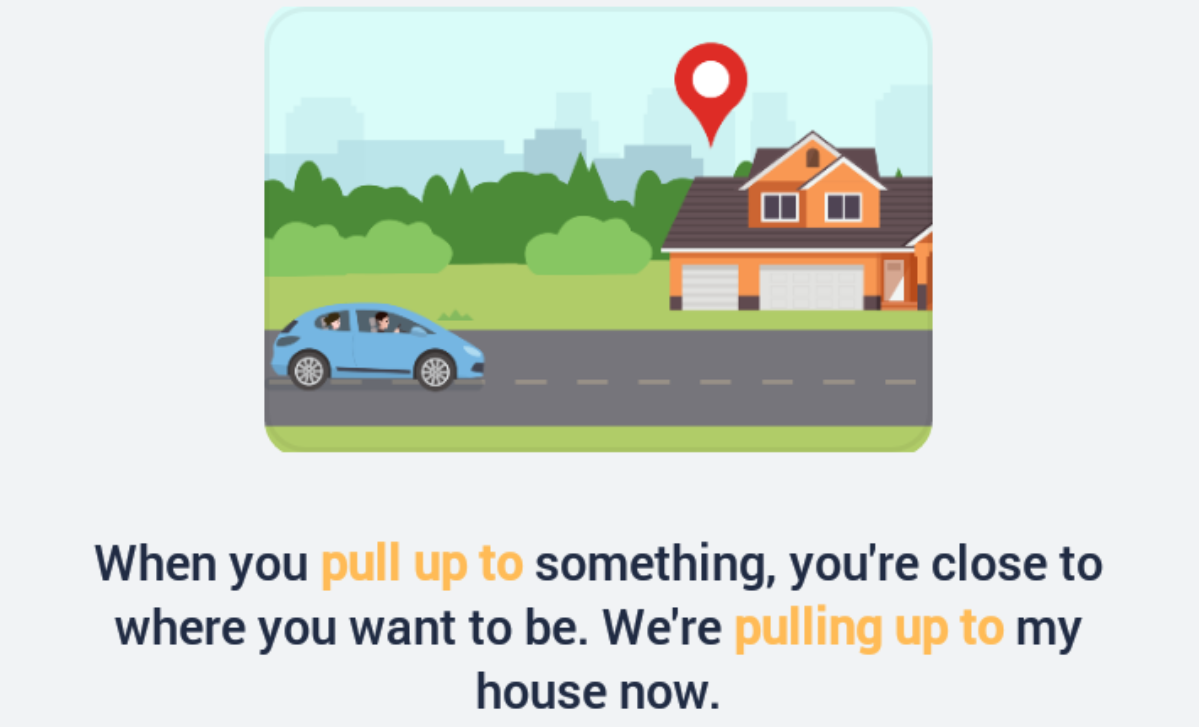 When you pull up to something, you're close to
where you want to be. We're pulling up to my
house now.